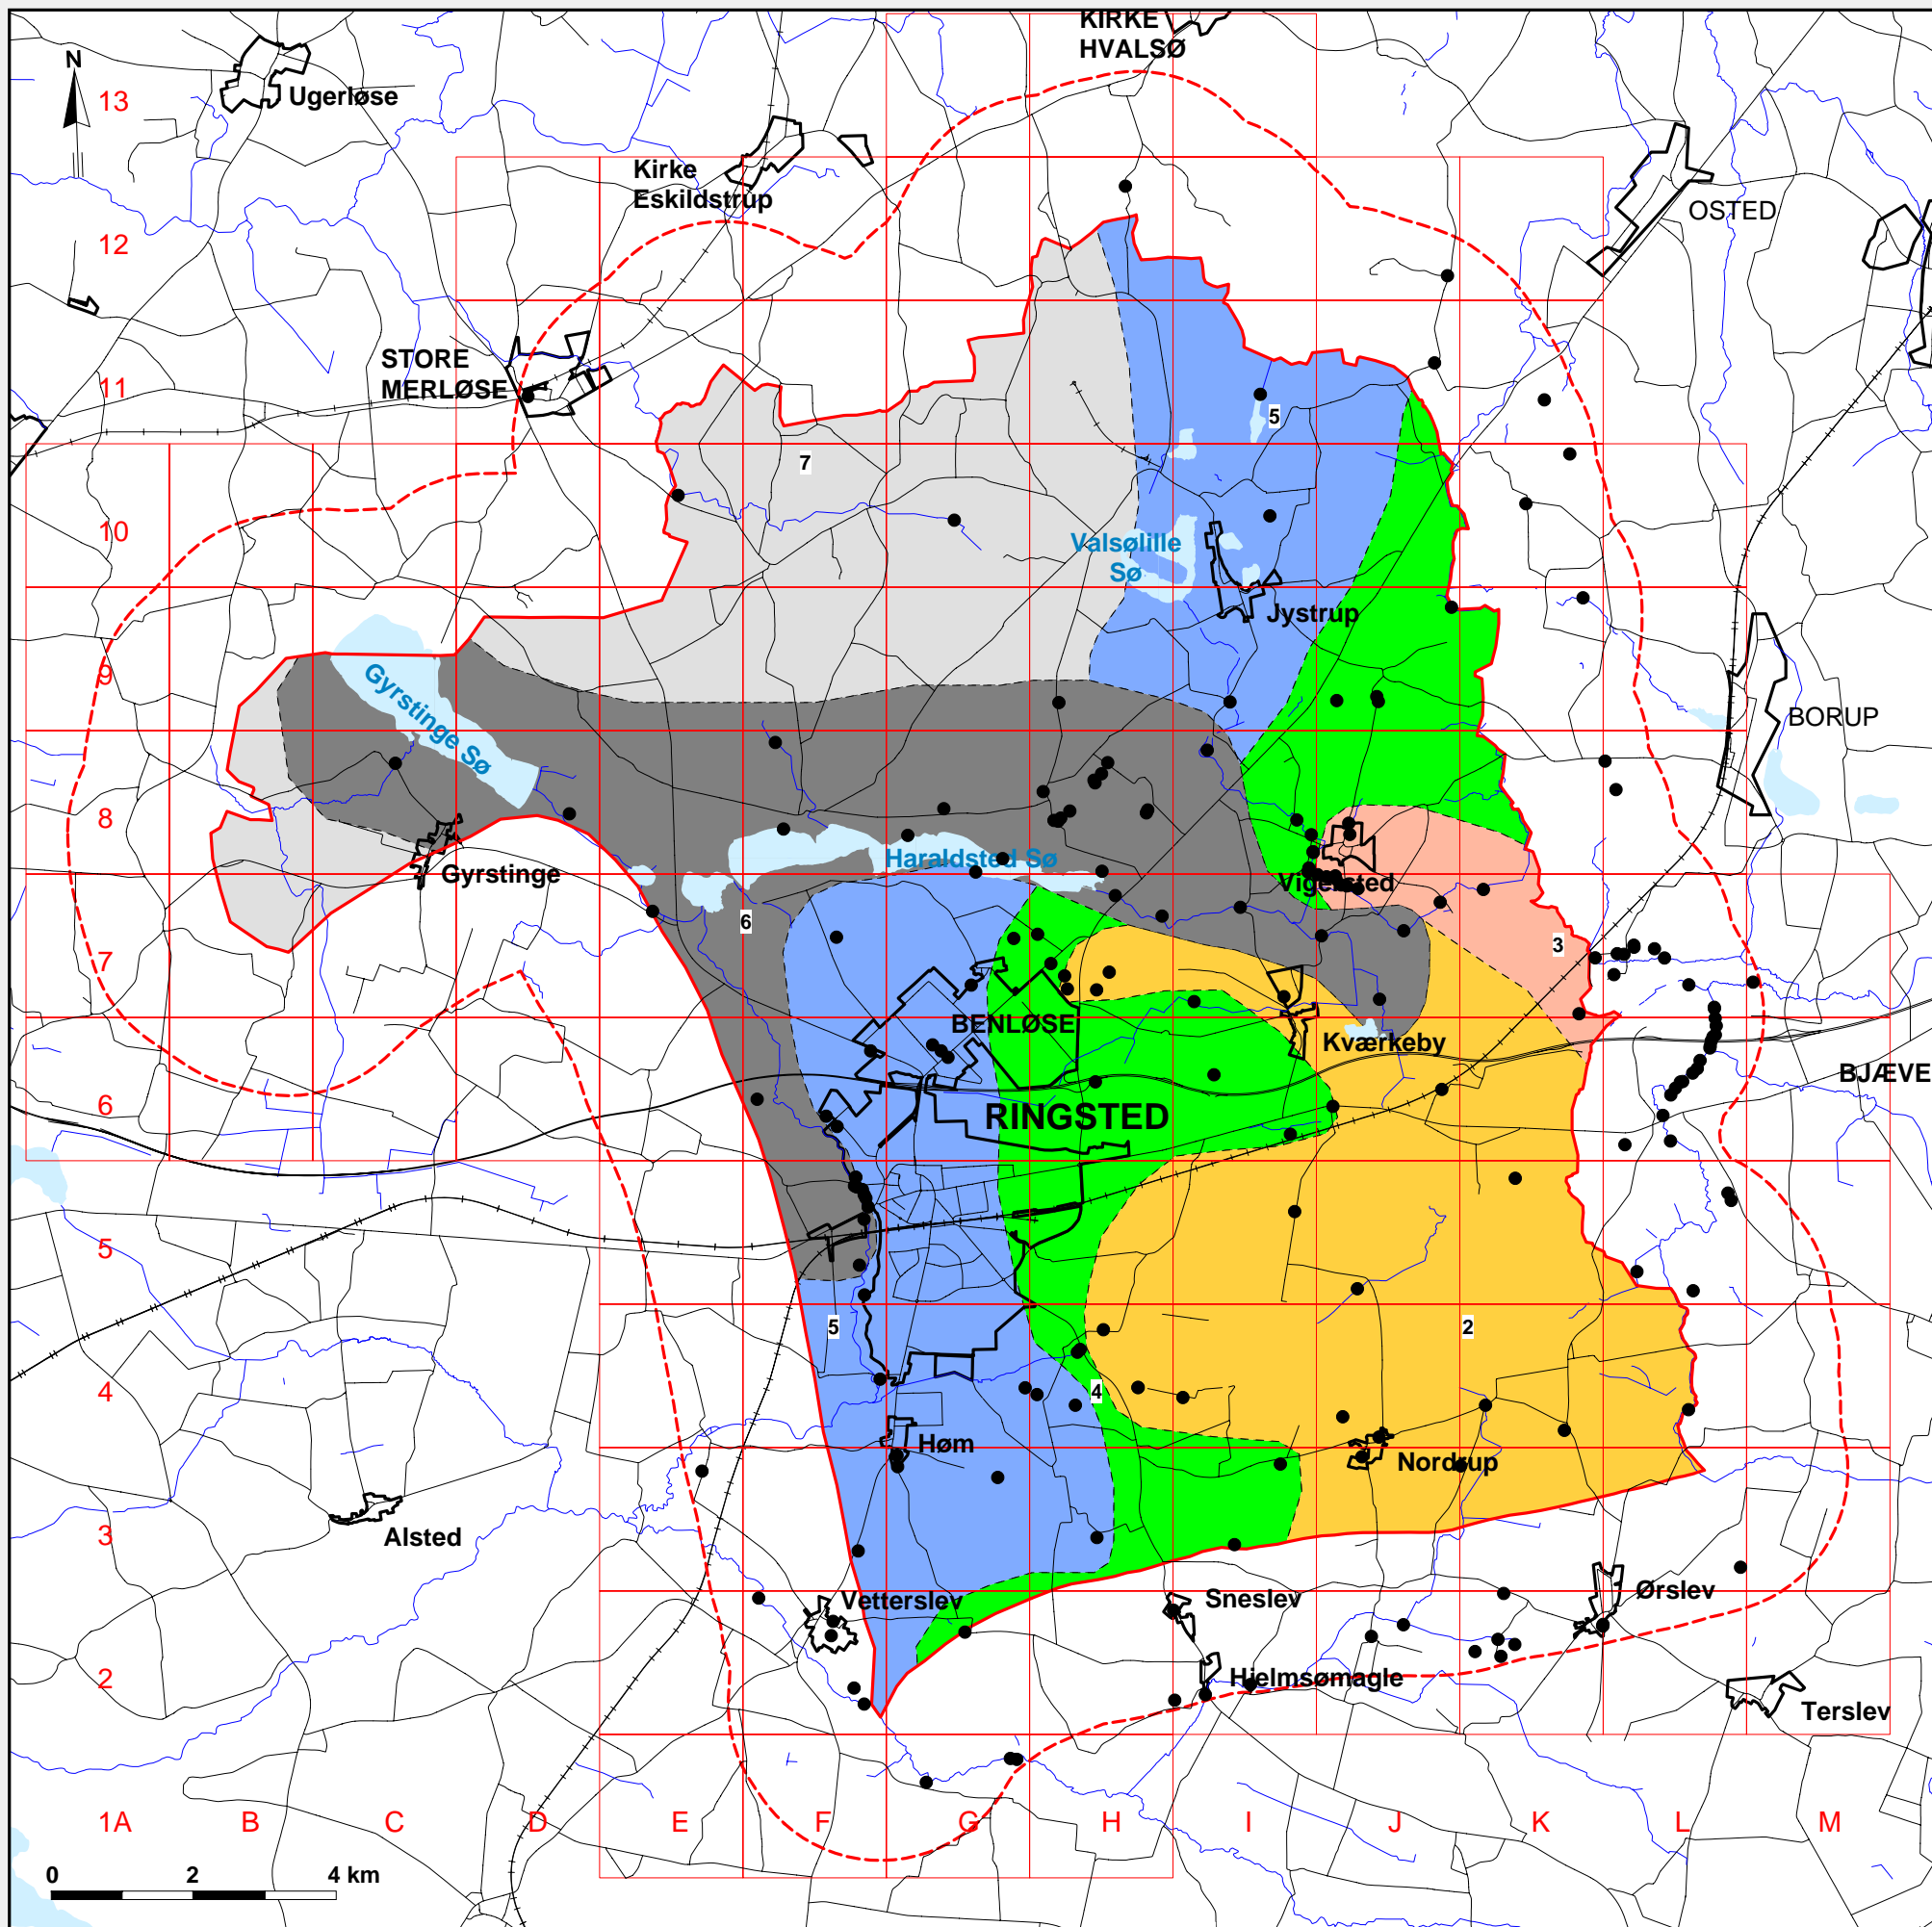 KIRKE
HVALSØ
N
13
Ugerløse
Kirke
Eskildstrup
OSTED
12
STORE
MERLØSE
11
5
7
10
Valsølille
Sø
Jystrup
9
Gyrstinge Sø
BORUP
8
Haraldsted Sø
Gyrstinge
Vigersted
6
3
7
BENLØSE
Kværkeby
BJÆVE
6
RINGSTED
5
5
2
4
4
Høm
Nordrup
3
Alsted
Vetterslev
Sneslev
Ørslev
2
Hjelmsømagle
Terslev
1A
B
C
D
E
F
G
H
I
J
K
L
M
0
2
4 km